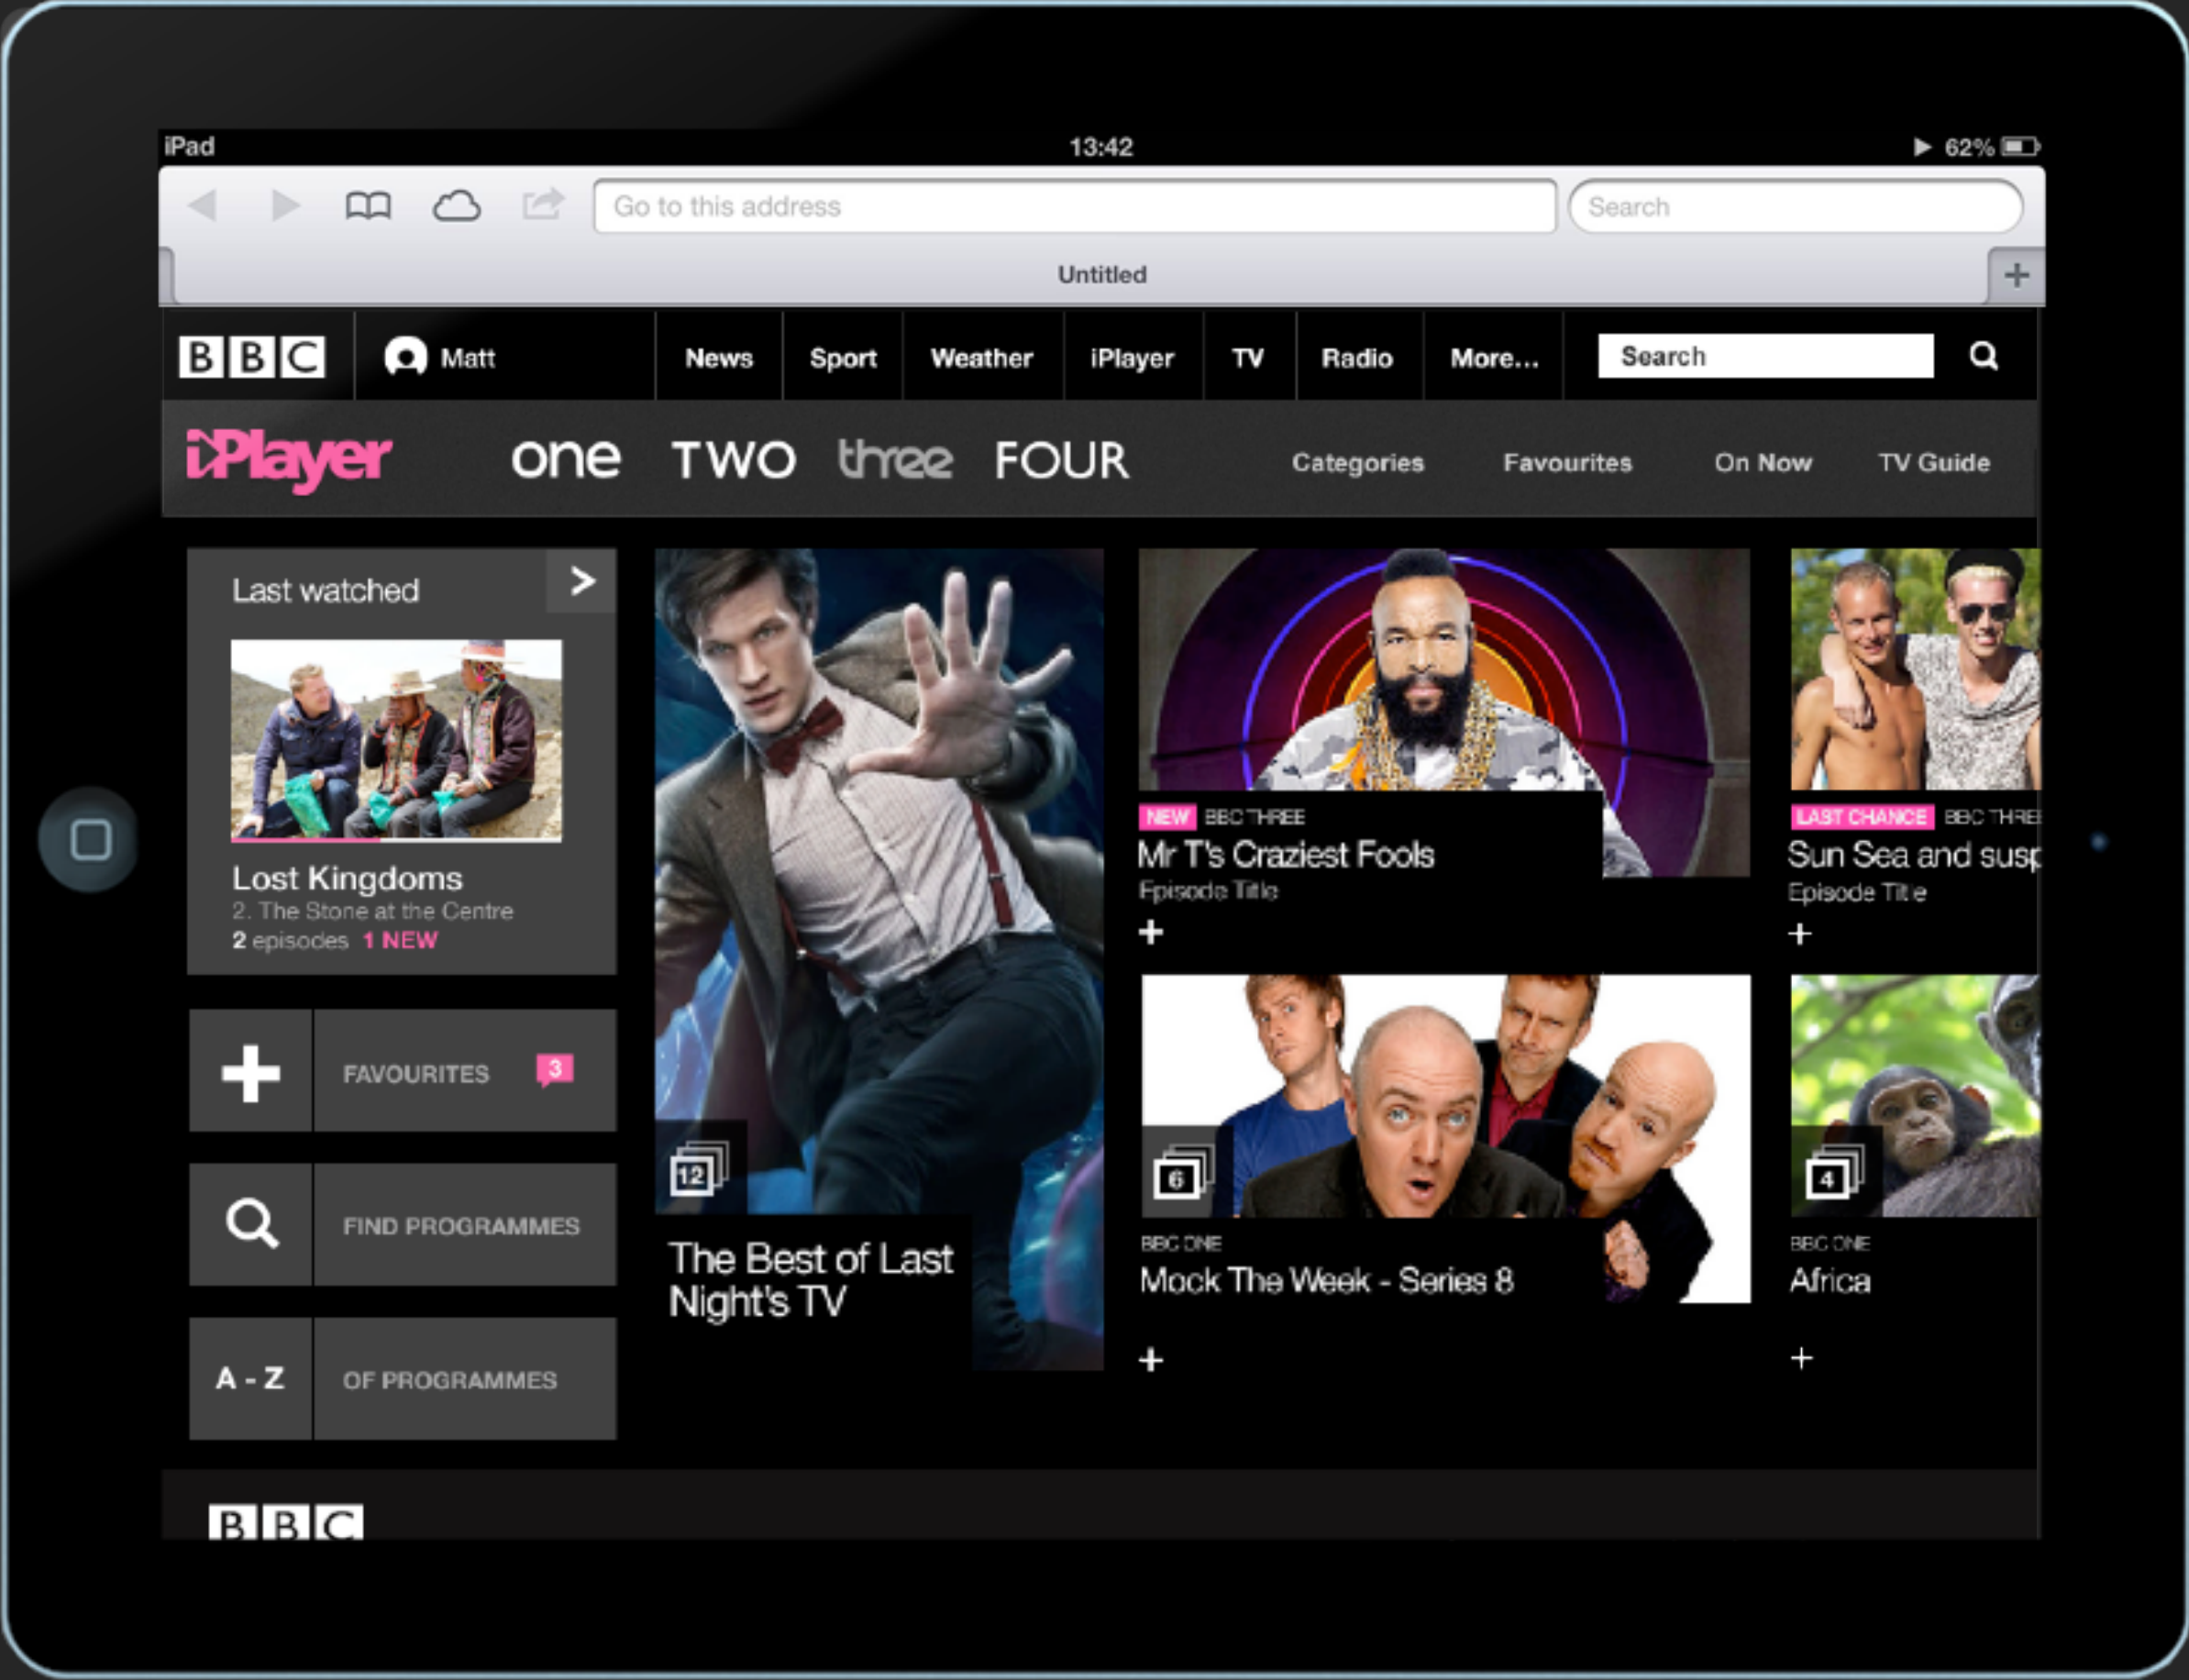 iPad 13:42 62%
Go to this address Search
Untitled
BBC Matt News Sport Weather iPlayer TV Radio More... Search
iPlayer one TWO three FOUR Categories Favourites On Now TV Guide
Last watched
Lost Kingdoms
2. The Stone at the Centre
2 episodes 1 NEW
+ FAVOURITES 3
FIND PROGRAMMES
A - Z OF PROGRAMMES
12
The Best of Last
Night's TV
NEW BBC THREE
Mr T's Craziest Fools
Episode Title
+
LAST CHANCE BBC THREE
Sun Sea and susp
Episode Title
+
6
BBC ONE
Mock The Week - Series 8
+
4
BBC ONE
Africa
+
BBC